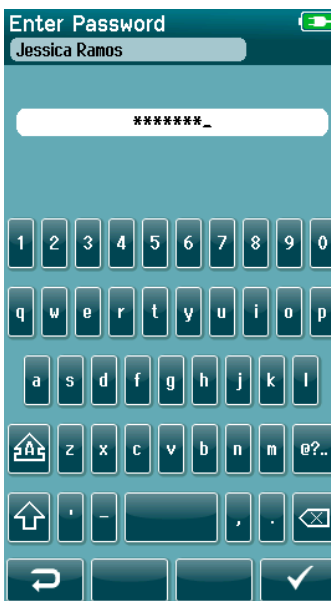 Enter Password
Jessica Ramos
*******_
1 2 3 4 5 6 7 8 9 0
q w e r t y u i o p
a s d f g h j k l
A z x c v b n m @?..
' - , .